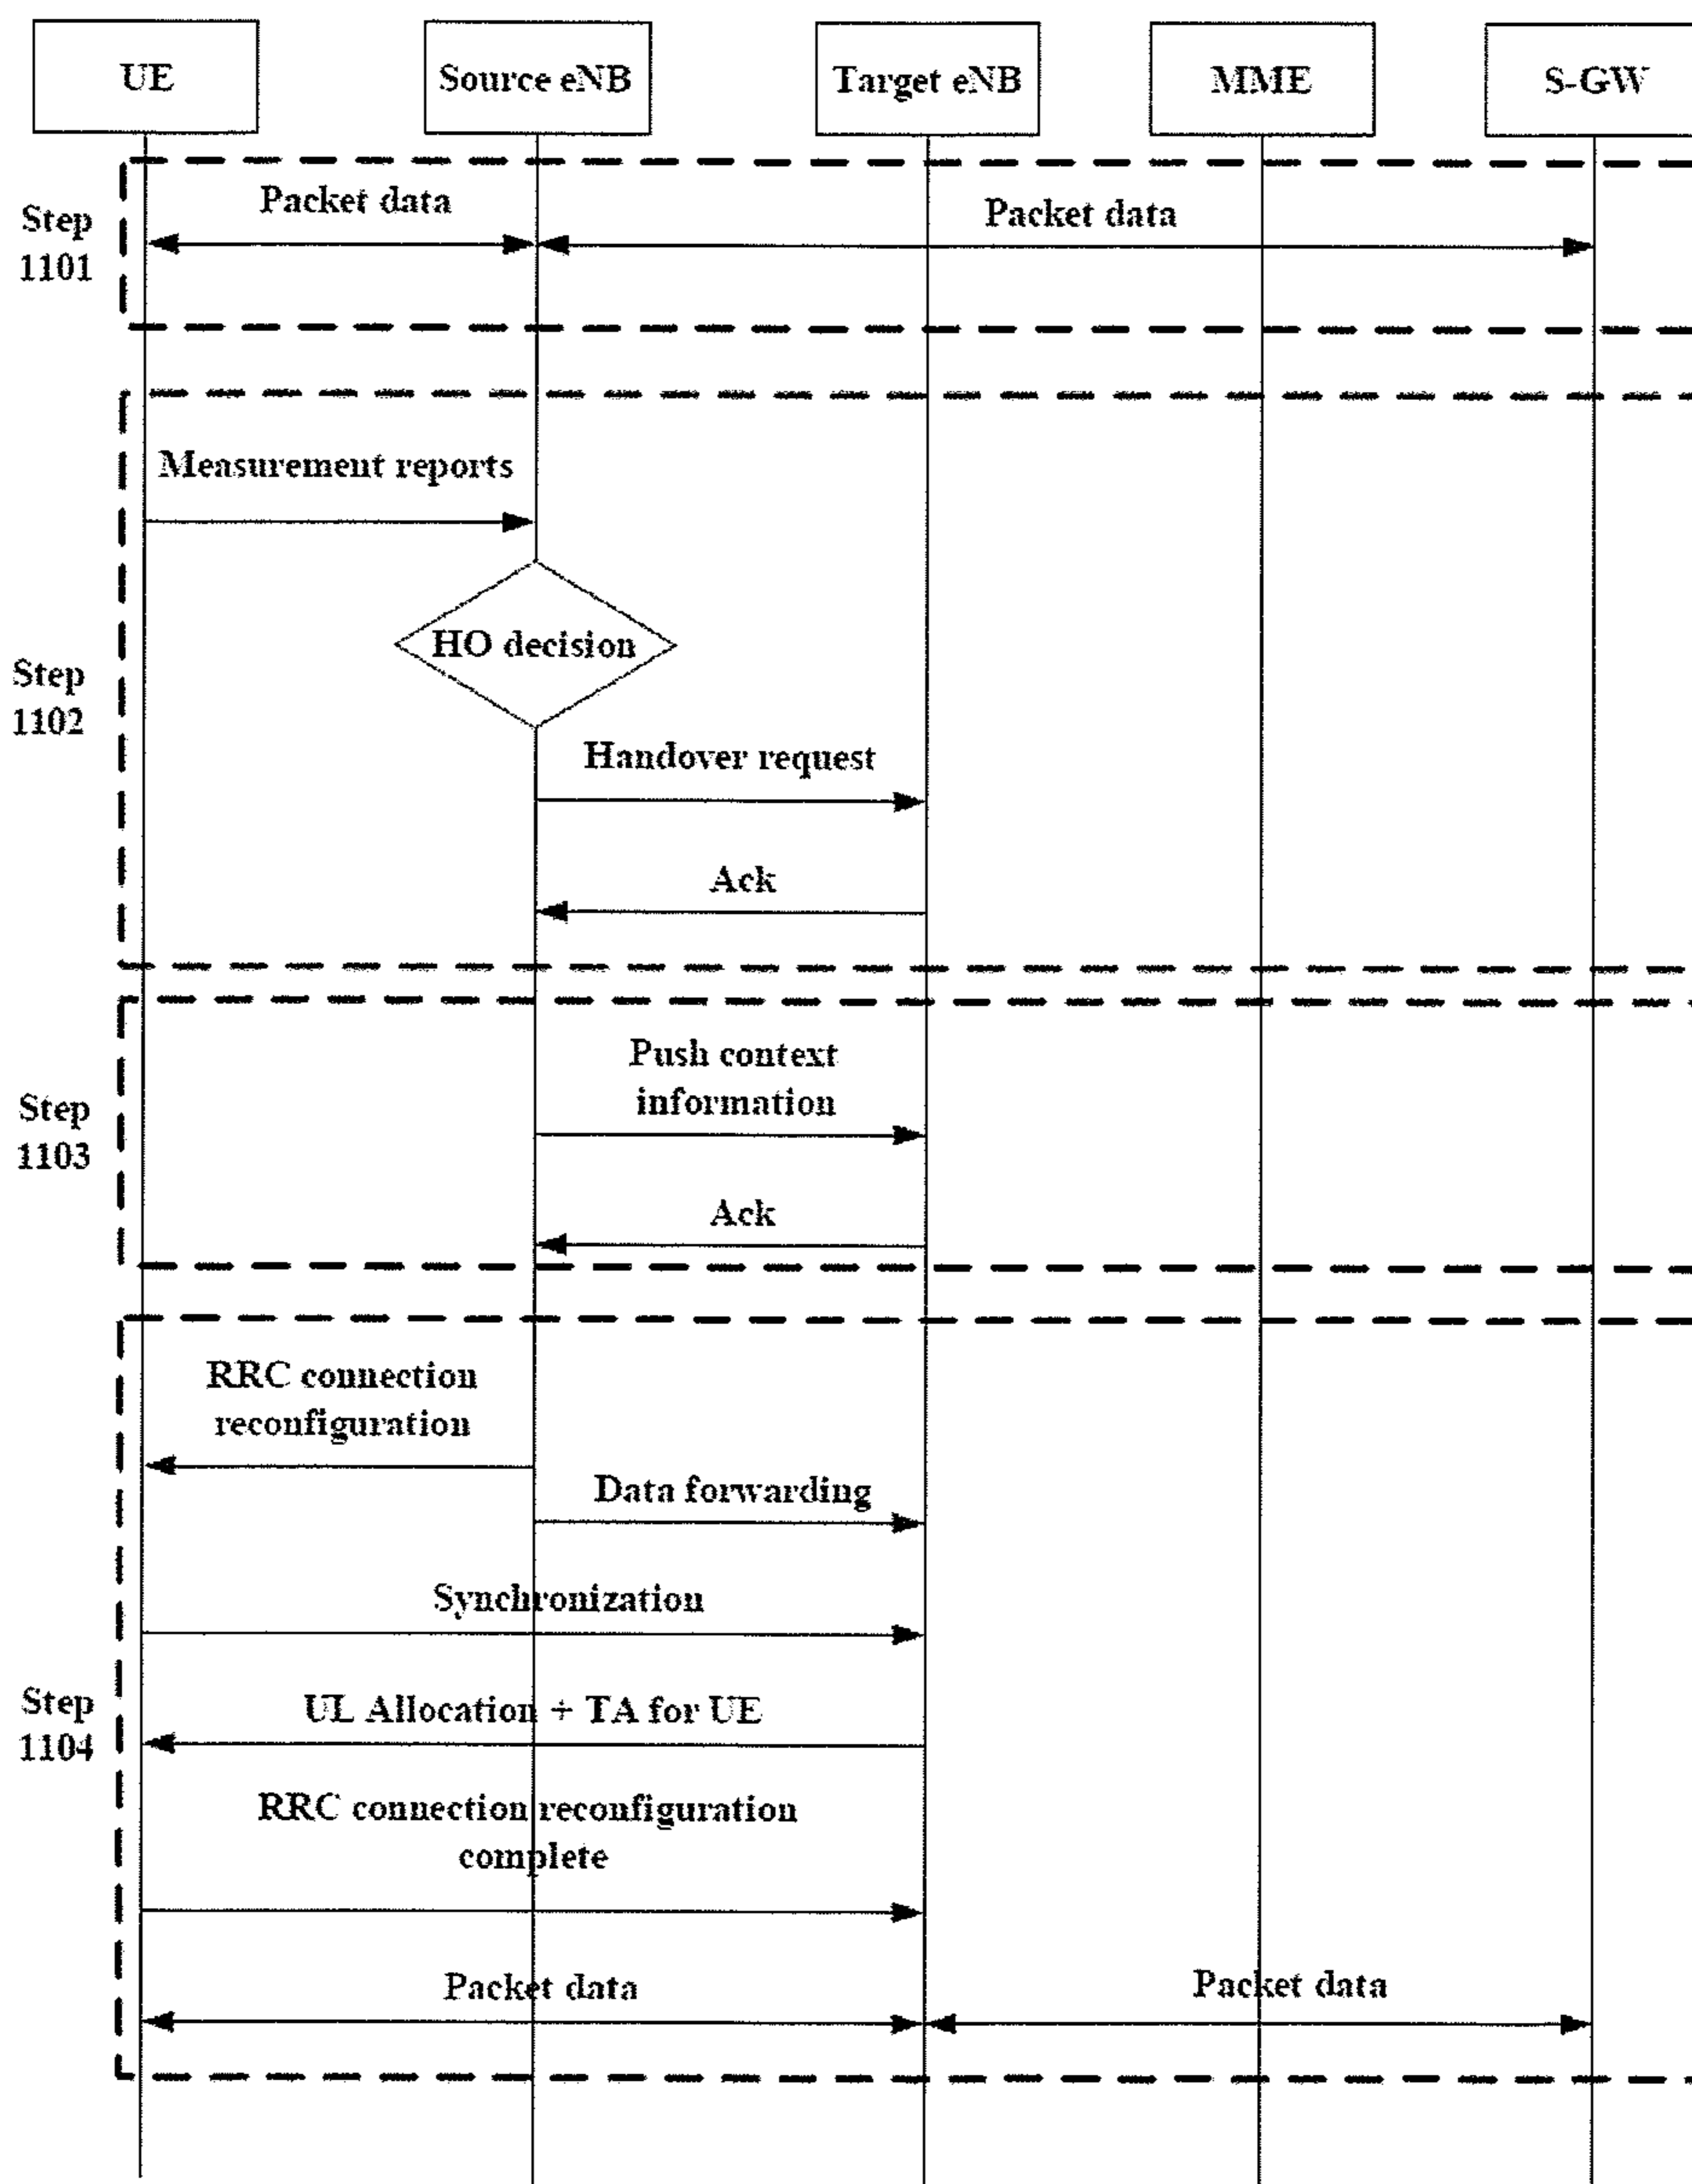 UE
Source eNB
Target eNB
MME
S-GW
Step
1101
Packet data
Packet data
Step
1102
Measurement reports
HO decision
Handover request
Ack
Step
1103
Push context
information
Ack
Step
1104
RRC connection
reconfiguration
Data forwarding
Synchronization
UL Allocation + TA for UE
RRC connection reconfiguration
complete
Packet data
Packet data